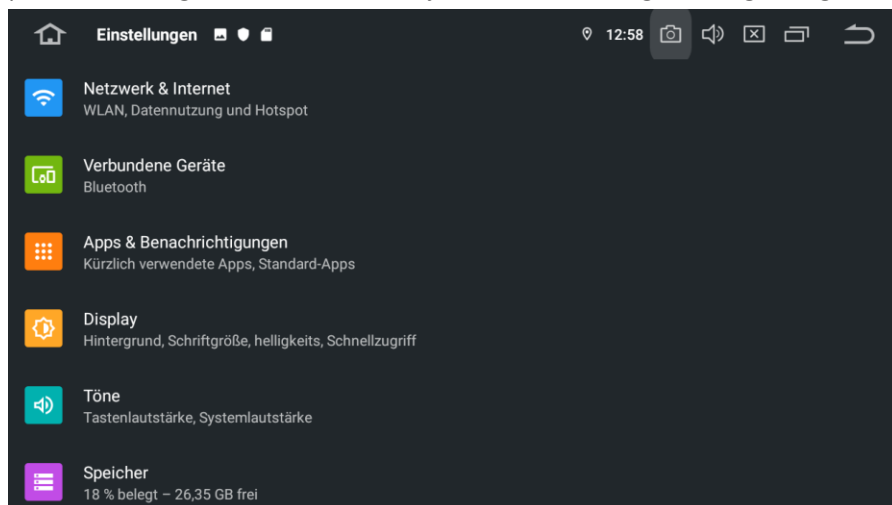 Einstellungen
12:58
Netzwerk & Internet
WLAN, Datennutzung und Hotspot
Verbundene Geräte
Bluetooth
Apps & Benachrichtigungen
Kürzlich verwendete Apps, Standard-Apps
Display
Hintergrund, Schriftgröße, helligkeits, Schnellzugriff
Töne
Tastenlautstärke, Systemlautstärke
Speicher
18 % belegt – 26,35 GB frei